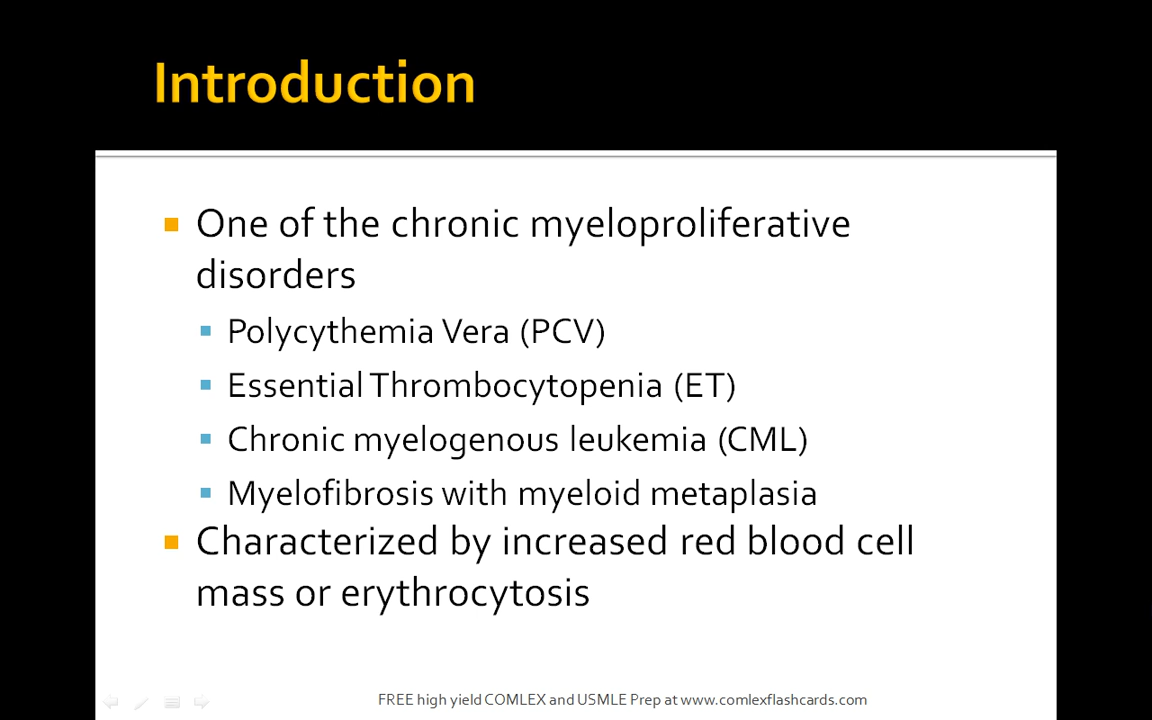 Introduction
One of the chronic myeloproliferative
disorders
Polycythemia Vera (PCV)
Essential Thrombocytopenia (ET)
Chronic myelogenous leukemia (CML)
Myelofibrosis with myeloid metaplasia
Characterized by increased red blood cell
mass or erythrocytosis
FREE high yield COMLEX and USMLE Prep at www.comlexflashcards.com